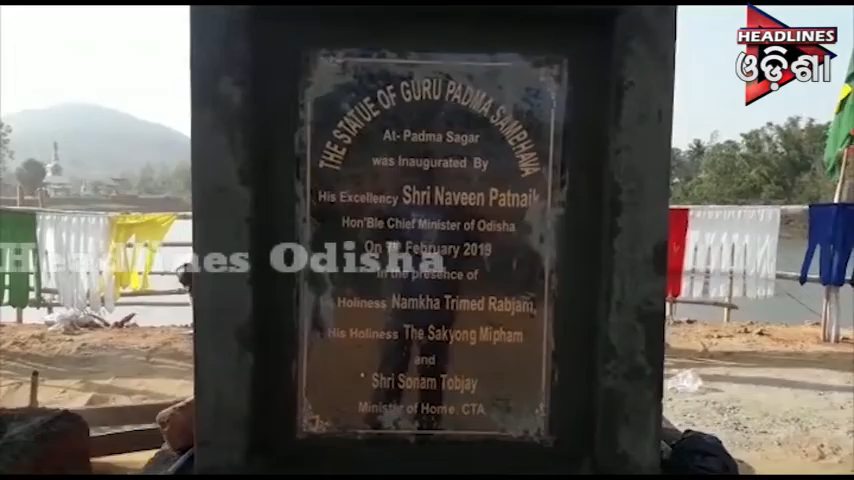 HEADLINES
ଓଡ଼ିଶା
THE STATUE OF GURU PADMA SAMBHAVA
At- Padma Sagar
was Inaugurated By
His Excellency Shri Naveen Patnaik
Hon'Ble Chief Minister of Odisha
On February 2019
Headlines Odisha
In the presence of
Holiness Namkha Trimed Rabjam,
His Holiness The Sakyong Mipham
and
Shri Sonam Tobjay
Minister of Home, CTA